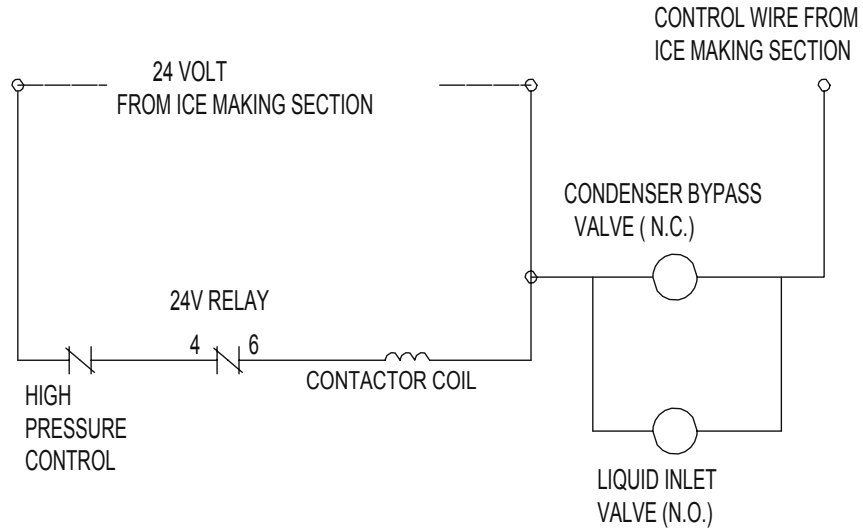 CONTROL WIRE FROM
ICE MAKING SECTION
24 VOLT
FROM ICE MAKING SECTION
CONDENSER BYPASS
VALVE ( N.C.)
24V RELAY
4 6
CONTACTOR COIL
HIGH
PRESSURE
CONTROL
LIQUID INLET
VALVE (N.O.)